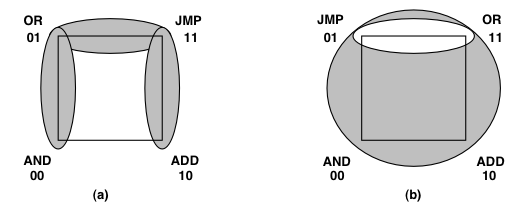 OR JMP JMP OR
01 11 01 11
AND ADD AND ADD
00 10 00 10
(a) (b)